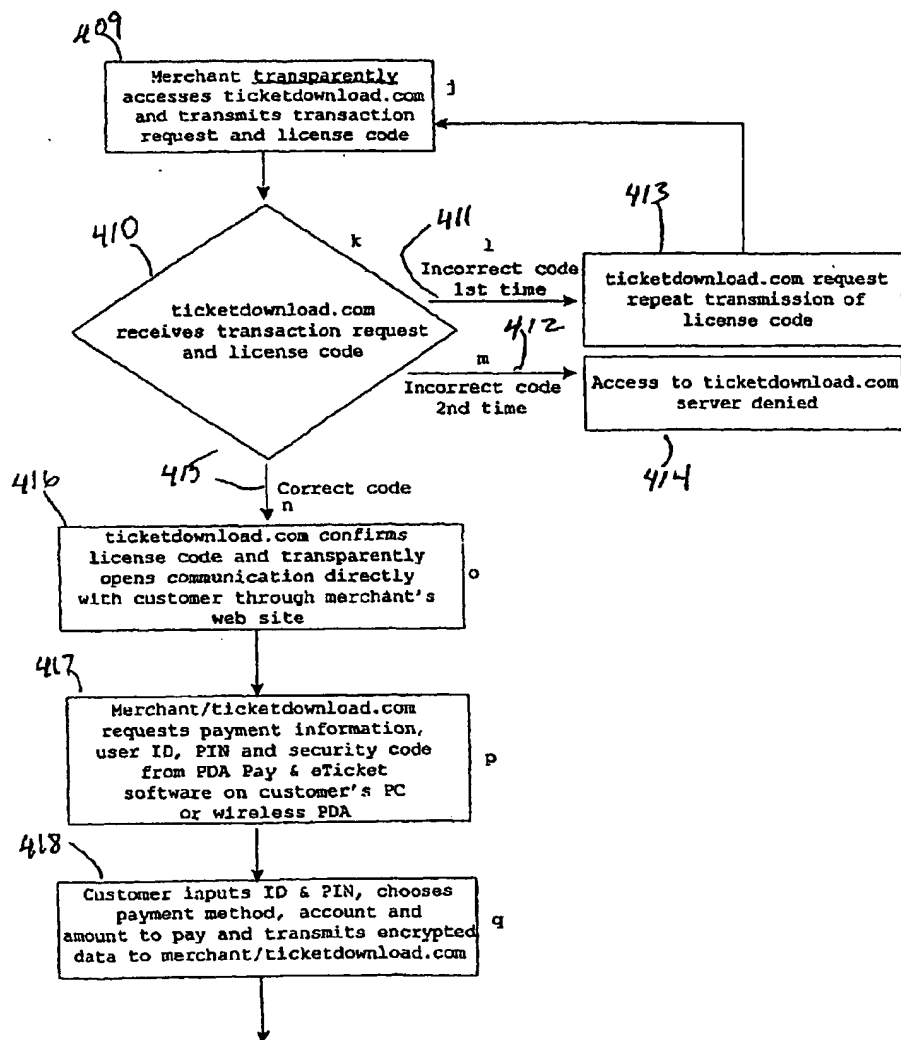 409
Merchant transparently
accesses ticketdownload.com
and transmits transaction
request and license code
j
410
k
ticketdownload.com
receives transaction request
and license code
411
l
Incorrect code
1st time
413
ticketdownload.com request
repeat transmission of
license code
412
m
Incorrect code
2nd time
Access to ticketdownload.com
server denied
414
415
Correct code
n
416
ticketdownload.com confirms
license code and transparently
opens communication directly
with customer through merchant's
web site
o
417
Merchant/ticketdownload.com
requests payment information,
user ID, PIN and security code
from PDA Pay & eTicket
software on customer's PC
or wireless PDA
p
418
Customer inputs ID & PIN, chooses
payment method, account and
amount to pay and transmits encrypted
data to merchant/ticketdownload.com
q